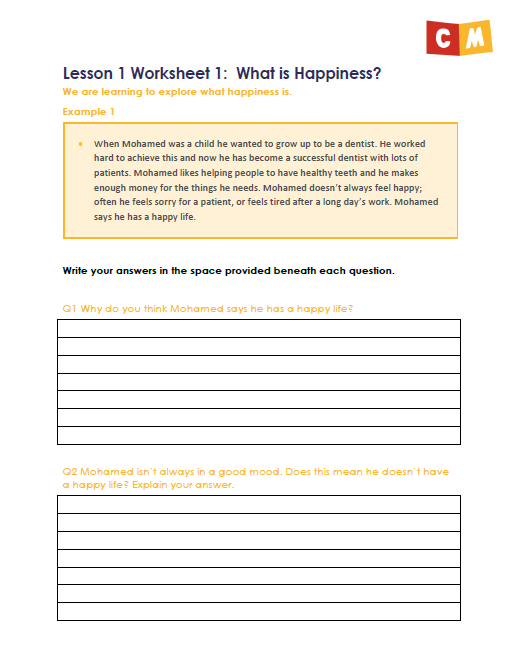 C M
Lesson 1 Worksheet 1:  What is Happiness?
We are learning to explore what happiness is.
Example 1
• When Mohamed was a child he wanted to grow up to be a dentist. He worked
hard to achieve this and now he has become a successful dentist with lots of
patients. Mohamed likes helping people to have healthy teeth and he makes
enough money for the things he needs. Mohamed doesn't always feel happy;
often he feels sorry for a patient, or feels tired after a long day's work. Mohamed
says he has a happy life.
Write your answers in the space provided beneath each question.
Q1 Why do you think Mohamed says he has a happy life?
Q2 Mohamed isn't always in a good mood. Does this mean he doesn't have
a happy life? Explain your answer.